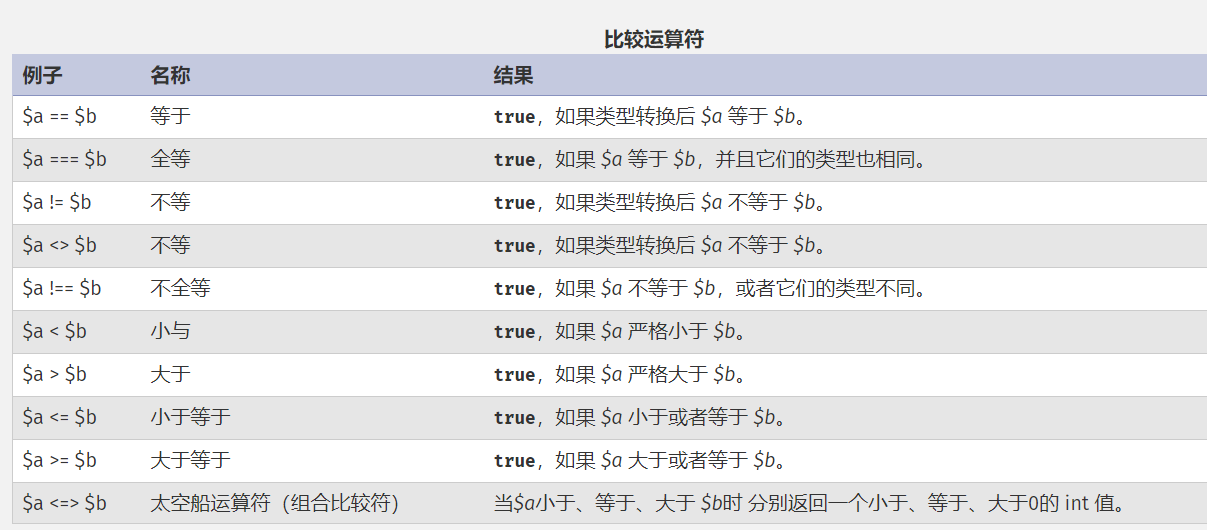 比较运算符
例子 名称 结果
$a == $b 等于 true，如果类型转换后 $a 等于 $b。
$a === $b 全等 true，如果 $a 等于 $b，并且它们的类型也相同。
$a != $b 不等 true，如果类型转换后 $a 不等于 $b。
$a <> $b 不等 true，如果类型转换后 $a 不等于 $b。
$a !== $b 不全等 true，如果 $a 不等于 $b，或者它们的类型不同。
$a < $b 小与 true，如果 $a 严格小于 $b。
$a > $b 大于 true，如果 $a 严格大于 $b。
$a <= $b 小于等于 true，如果 $a 小于或者等于 $b。
$a >= $b 大于等于 true，如果 $a 大于或者等于 $b。
$a <=> $b 太空船运算符（组合比较符） 当$a小于、等于、大于 $b时 分别返回一个小于、等于、大于0的 int 值。